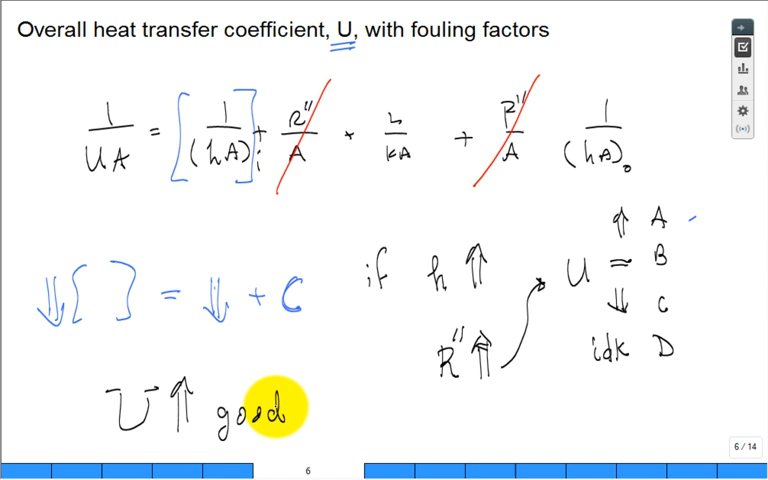 Overall heat transfer coefficient, U, with fouling factors
1/UA = [1/(hA)i] + R''/A + L/kA + R''/A 1/(hA)o
↑ A
if h ⇑ U = B
⇓ C
⇓[ ] = ⇓ + C
R'' ⇑ idk D
U ⇑ good
6 / 14
6